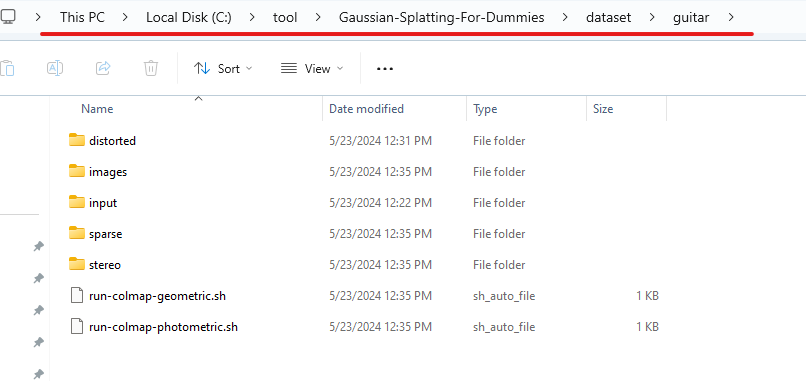 This PC > Local Disk (C:) > tool > Gaussian-Splatting-For-Dummies > dataset > guitar >
Sort View ...
Name Date modified Type Size
distorted 5/23/2024 12:31 PM File folder
images 5/23/2024 12:35 PM File folder
input 5/23/2024 12:22 PM File folder
sparse 5/23/2024 12:35 PM File folder
stereo 5/23/2024 12:35 PM File folder
run-colmap-geometric.sh 5/23/2024 12:35 PM sh_auto_file 1 KB
run-colmap-photometric.sh 5/23/2024 12:35 PM sh_auto_file 1 KB